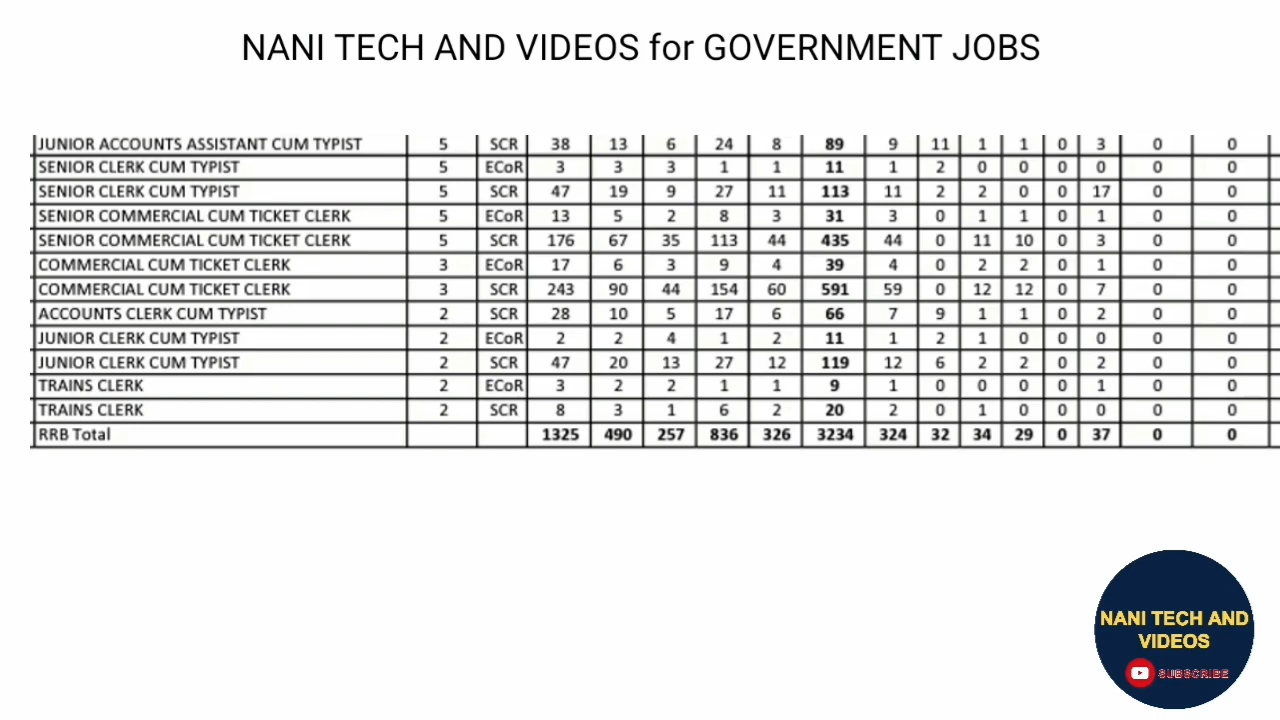 NANI TECH AND VIDEOS for GOVERNMENT JOBS
JUNIOR ACCOUNTS ASSISTANT CUM TYPIST 5 SCR 38 13 6 24 8 89 9 11 1 1 0 3 0 0
SENIOR CLERK CUM TYPIST 5 ECoR 3 3 3 1 1 11 1 2 0 0 0 0 0 0
SENIOR CLERK CUM TYPIST 5 SCR 47 19 9 27 11 113 11 2 2 0 0 17 0 0
SENIOR COMMERCIAL CUM TICKET CLERK 5 ECoR 13 5 2 8 3 31 3 0 1 1 0 1 0 0
SENIOR COMMERCIAL CUM TICKET CLERK 5 SCR 176 67 35 113 44 435 44 0 11 10 0 3 0 0
COMMERCIAL CUM TICKET CLERK 3 ECoR 17 6 3 9 4 39 4 0 2 2 0 1 0 0
COMMERCIAL CUM TICKET CLERK 3 SCR 243 90 44 154 60 591 59 0 12 12 0 7 0 0
ACCOUNTS CLERK CUM TYPIST 2 SCR 28 10 5 17 6 66 7 9 1 1 0 2 0 0
JUNIOR CLERK CUM TYPIST 2 ECoR 2 2 4 1 2 11 1 2 1 0 0 0 0 0
JUNIOR CLERK CUM TYPIST 2 SCR 47 20 13 27 12 119 12 6 2 2 0 2 0 0
TRAINS CLERK 2 ECoR 3 2 2 1 1 9 1 0 0 0 0 1 0 0
TRAINS CLERK 2 SCR 8 3 1 6 2 20 2 0 1 0 0 0 0 0
RRB Total 1325 490 257 836 326 3234 324 32 34 29 0 37 0 0
NANI TECH AND
VIDEOS
SUBSCRIBE